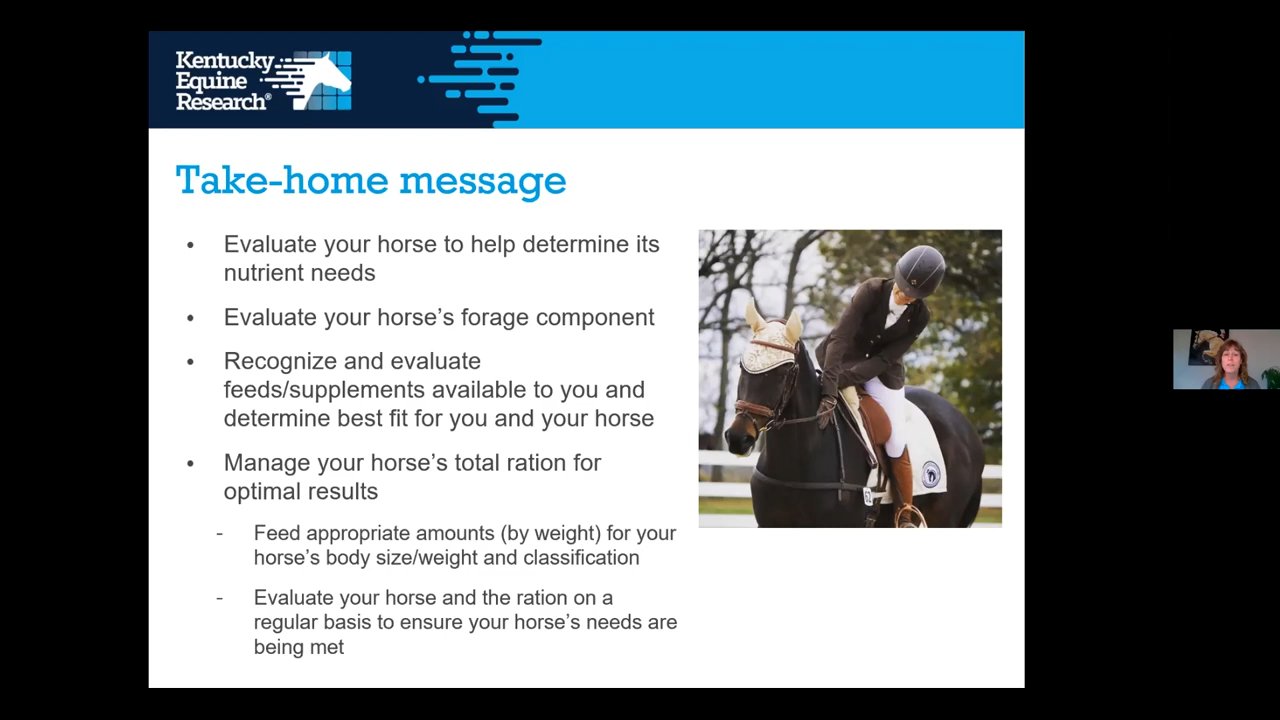 Kentucky
Equine
Research®
Take-home message
• Evaluate your horse to help determine its
nutrient needs
• Evaluate your horse’s forage component
• Recognize and evaluate
feeds/supplements available to you and
determine best fit for you and your horse
• Manage your horse’s total ration for
optimal results
- Feed appropriate amounts (by weight) for your
horse’s body size/weight and classification
- Evaluate your horse and the ration on a
regular basis to ensure your horse’s needs are
being met